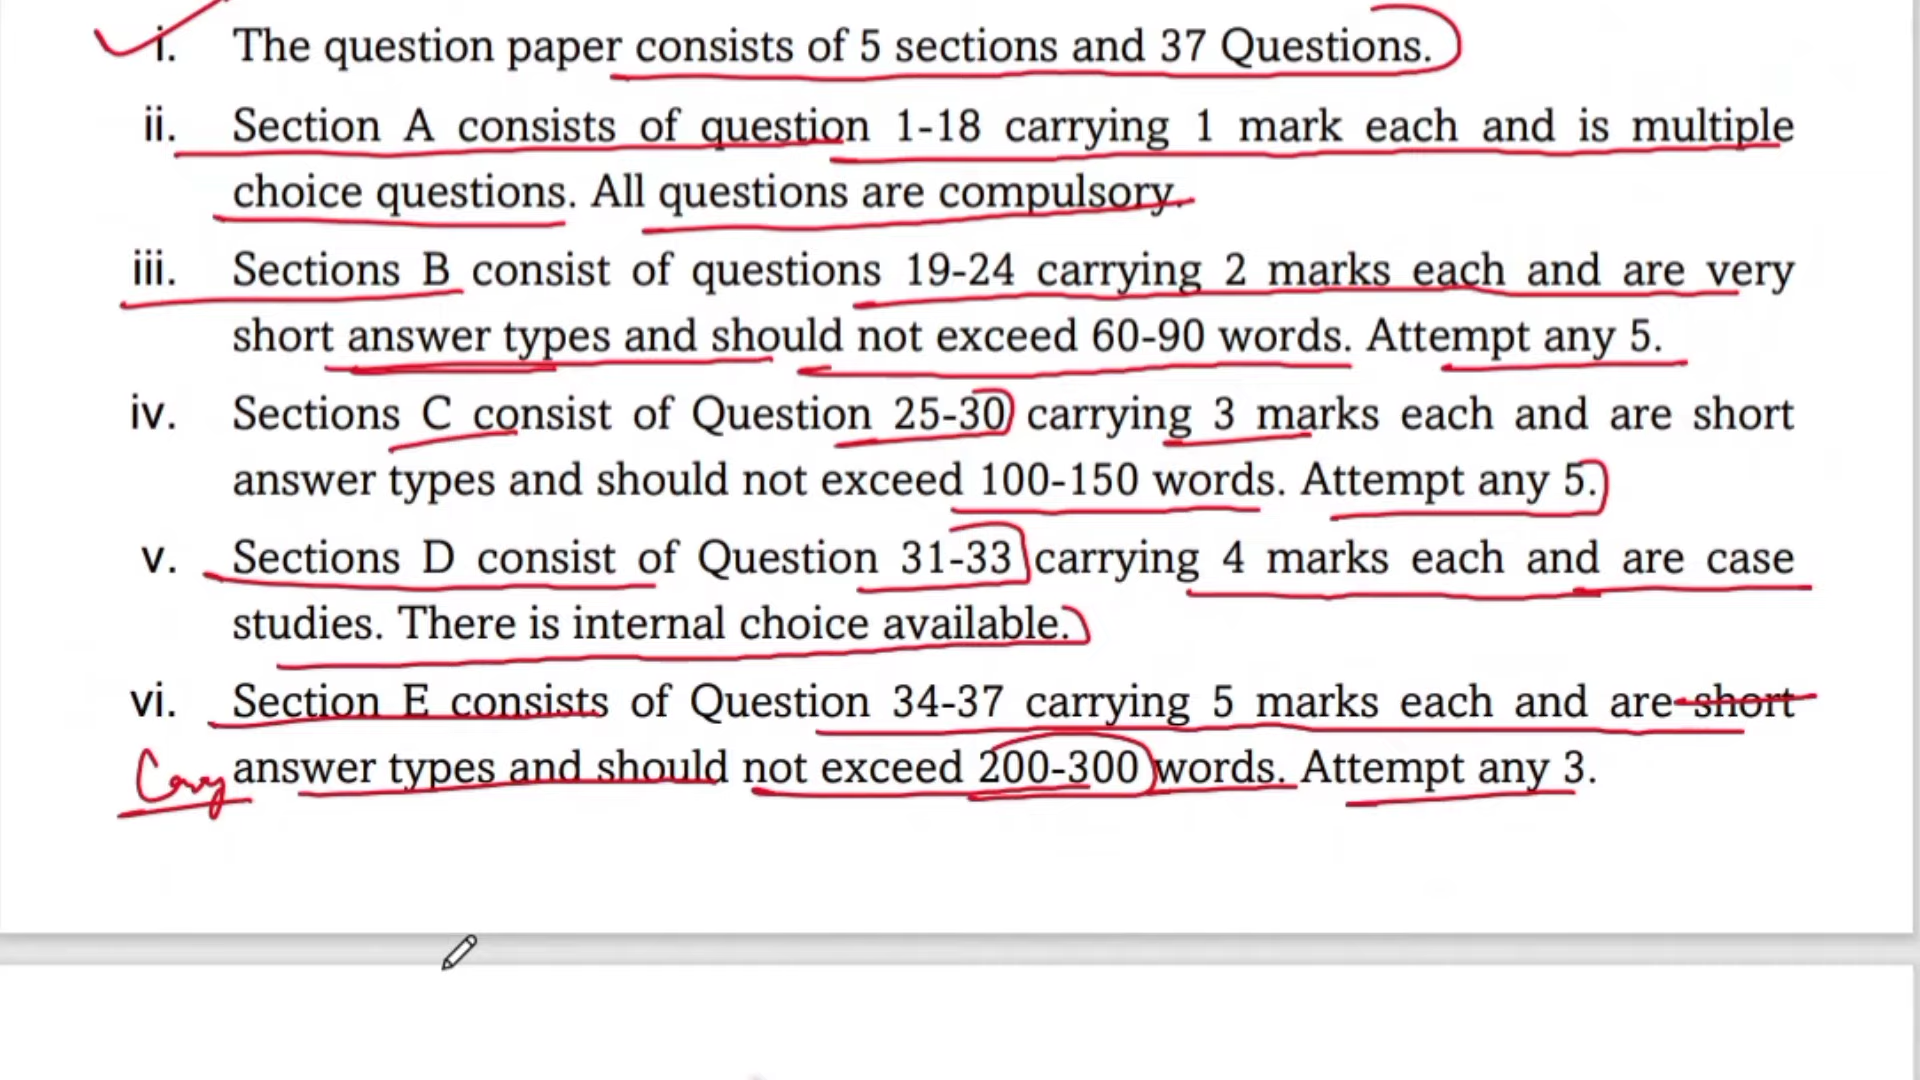 i. The question paper consists of 5 sections and 37 Questions.
ii. Section A consists of question 1-18 carrying 1 mark each and is multiple
choice questions. All questions are compulsory.
iii. Sections B consist of questions 19-24 carrying 2 marks each and are very
short answer types and should not exceed 60-90 words. Attempt any 5.
iv. Sections C consist of Question 25-30 carrying 3 marks each and are short
answer types and should not exceed 100-150 words. Attempt any 5.
v. Sections D consist of Question 31-33 carrying 4 marks each and are case
studies. There is internal choice available.
vi. Section E consists of Question 34-37 carrying 5 marks each and are short
answer types and should not exceed 200-300 words. Attempt any 3.